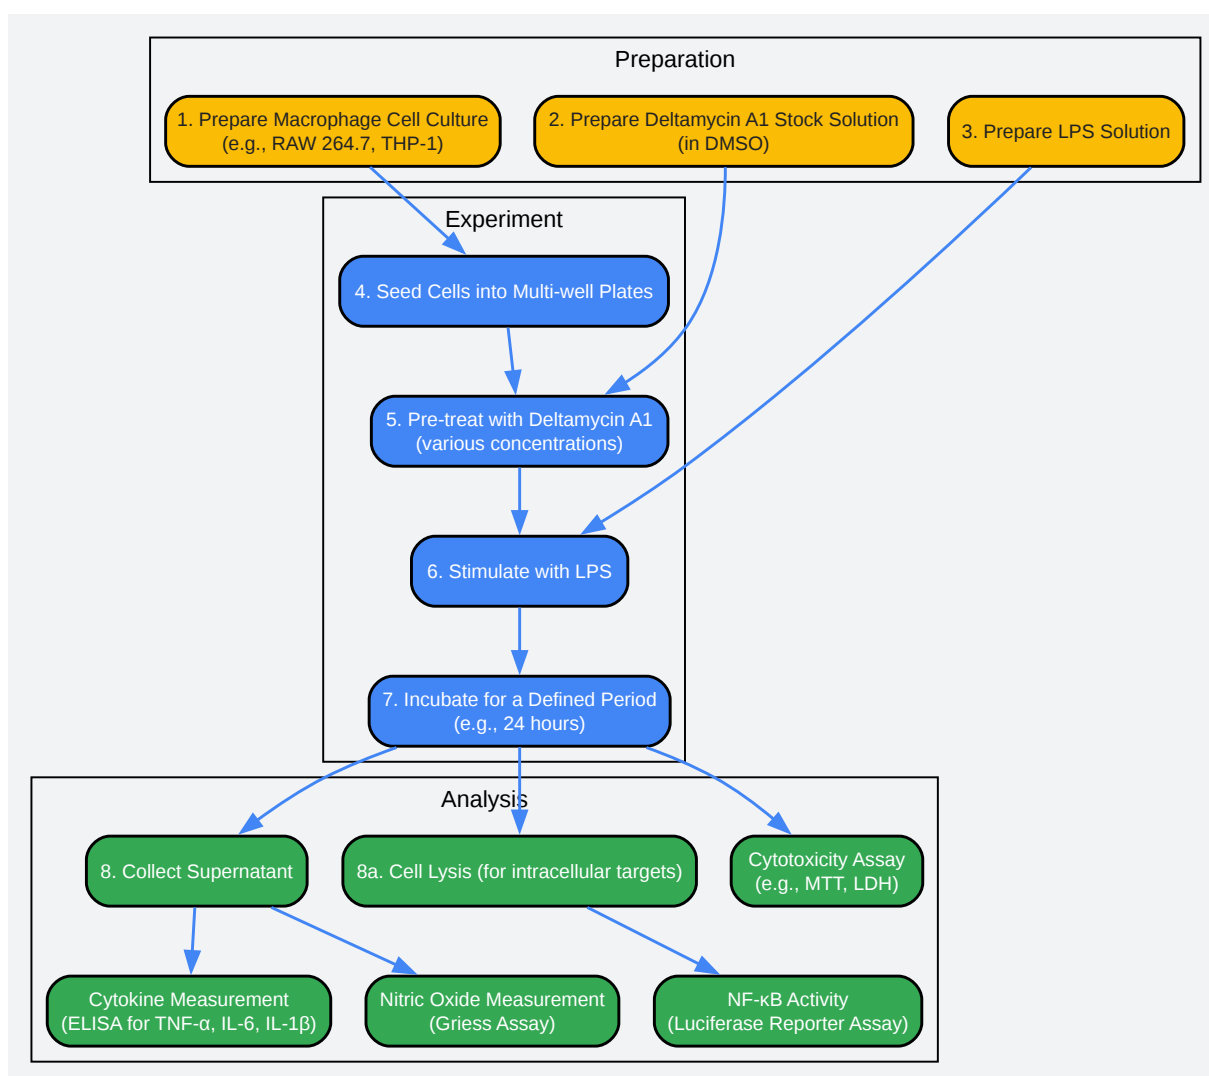 Preparation
1. Prepare Macrophage Cell Culture
(e.g., RAW 264.7, THP-1)
2. Prepare Deltamycin A1 Stock Solution
(in DMSO)
3. Prepare LPS Solution
Experiment
4. Seed Cells into Multi-well Plates
5. Pre-treat with Deltamycin A1
(various concentrations)
6. Stimulate with LPS
7. Incubate for a Defined Period
(e.g., 24 hours)
Analysis
8. Collect Supernatant
8a. Cell Lysis (for intracellular targets)
Cytotoxicity Assay
(e.g., MTT, LDH)
Cytokine Measurement
(ELISA for TNF-α, IL-6, IL-1β)
Nitric Oxide Measurement
(Griess Assay)
NF-κB Activity
(Luciferase Reporter Assay)